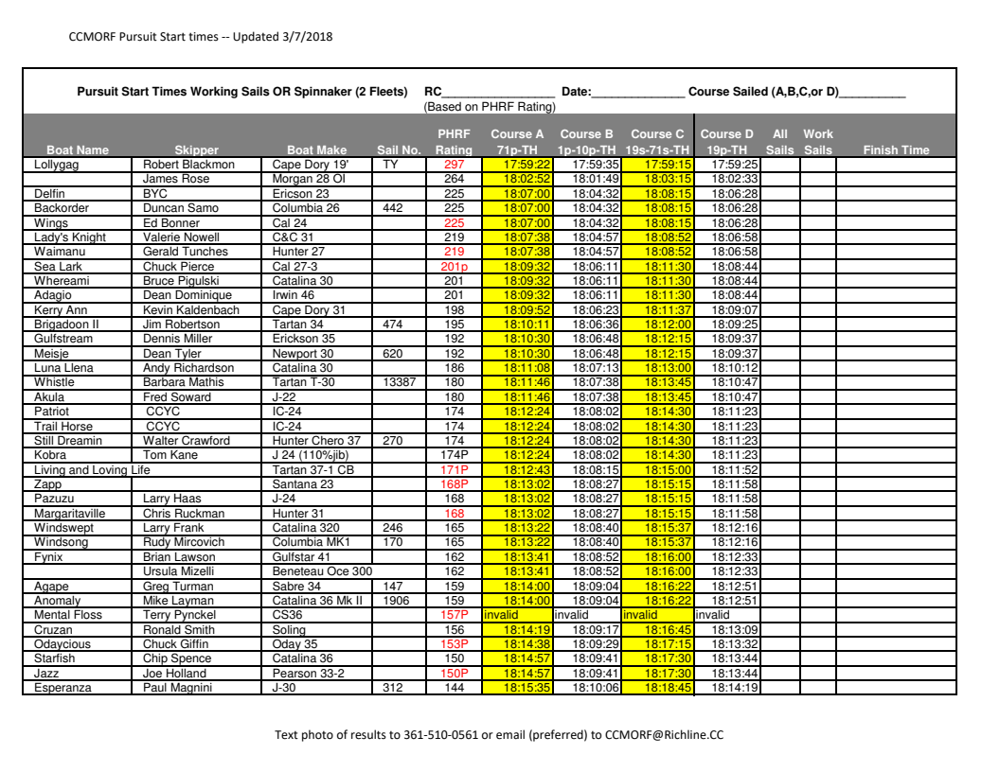 CCMORF Pursuit Start times -- Updated 3/7/2018
Pursuit Start Times Working Sails OR Spinnaker (2 Fleets) RC_________________ Date:______________ Course Sailed (A,B,C,or D)__________
(Based on PHRF Rating)
PHRF Course A Course B Course C Course D All Work
Boat Name Skipper Boat Make Sail No. Rating 71p-TH 1p-10p-TH 19s-71s-TH 19p-TH Sails Sails Finish Time
Lollygag Robert Blackmon Cape Dory 19' TY 297 17:59:22 17:59:35 17:59:15 17:59:25
James Rose Morgan 28 OI 264 18:02:52 18:01:49 18:03:15 18:02:33
Delfin BYC Ericson 23 225 18:07:00 18:04:32 18:08:15 18:06:28
Backorder Duncan Samo Columbia 26 442 225 18:07:00 18:04:32 18:08:15 18:06:28
Wings Ed Bonner Cal 24 225 18:07:00 18:04:32 18:08:15 18:06:28
Lady's Knight Valerie Nowell C&C 31 219 18:07:38 18:04:57 18:08:52 18:06:58
Waimanu Gerald Tunches Hunter 27 219 18:07:38 18:04:57 18:08:52 18:06:58
Sea Lark Chuck Pierce Cal 27-3 201p 18:09:32 18:06:11 18:11:30 18:08:44
Whereami Bruce Pigulski Catalina 30 201 18:09:32 18:06:11 18:11:30 18:08:44
Adagio Dean Dominique Irwin 46 201 18:09:32 18:06:11 18:11:30 18:08:44
Kerry Ann Kevin Kaldenbach Cape Dory 31 198 18:09:52 18:06:23 18:11:37 18:09:07
Brigadoon II Jim Robertson Tartan 34 474 195 18:10:11 18:06:36 18:12:00 18:09:25
Gulfstream Dennis Miller Erickson 35 192 18:10:30 18:06:48 18:12:15 18:09:37
Meisje Dean Tyler Newport 30 620 192 18:10:30 18:06:48 18:12:15 18:09:37
Luna Llena Andy Richardson Catalina 30 186 18:11:08 18:07:13 18:13:00 18:10:12
Whistle Barbara Mathis Tartan T-30 13387 180 18:11:46 18:07:38 18:13:45 18:10:47
Akula Fred Soward J-22 180 18:11:46 18:07:38 18:13:45 18:10:47
Patriot CCYC IC-24 174 18:12:24 18:08:02 18:14:30 18:11:23
Trail Horse CCYC IC-24 174 18:12:24 18:08:02 18:14:30 18:11:23
Still Dreamin Walter Crawford Hunter Chero 37 270 174 18:12:24 18:08:02 18:14:30 18:11:23
Kobra Tom Kane J 24 (110%jib) 174P 18:12:24 18:08:02 18:14:30 18:11:23
Living and Loving Life Tartan 37-1 CB 171P 18:12:43 18:08:15 18:15:00 18:11:52
Zapp Santana 23 168P 18:13:02 18:08:27 18:15:15 18:11:58
Pazuzu Larry Haas J-24 168 18:13:02 18:08:27 18:15:15 18:11:58
Margaritaville Chris Ruckman Hunter 31 168 18:13:02 18:08:27 18:15:15 18:11:58
Windswept Larry Frank Catalina 320 246 165 18:13:22 18:08:40 18:15:37 18:12:16
Windsong Rudy Mircovich Columbia MK1 170 165 18:13:22 18:08:40 18:15:37 18:12:16
Fynix Brian Lawson Gulfstar 41 162 18:13:41 18:08:52 18:16:00 18:12:33
Ursula Mizelli Beneteau Oce 300 162 18:13:41 18:08:52 18:16:00 18:12:33
Agape Greg Turman Sabre 34 147 159 18:14:00 18:09:04 18:16:22 18:12:51
Anomaly Mike Layman Catalina 36 Mk II 1906 159 18:14:00 18:09:04 18:16:22 18:12:51
Mental Floss Terry Pynckel CS36 157P invalid invalid invalid invalid
Cruzan Ronald Smith Soling 156 18:14:19 18:09:17 18:16:45 18:13:09
Odaycious Chuck Giffin Oday 35 153P 18:14:38 18:09:29 18:17:15 18:13:32
Starfish Chip Spence Catalina 36 150 18:14:57 18:09:41 18:17:30 18:13:44
Jazz Joe Holland Pearson 33-2 150P 18:14:57 18:09:41 18:17:30 18:13:44
Esperanza Paul Magnini J-30 312 144 18:15:35 18:10:06 18:18:45 18:14:19
Text photo of results to 361-510-0561 or email (preferred) to CCMORF@Richline.CC